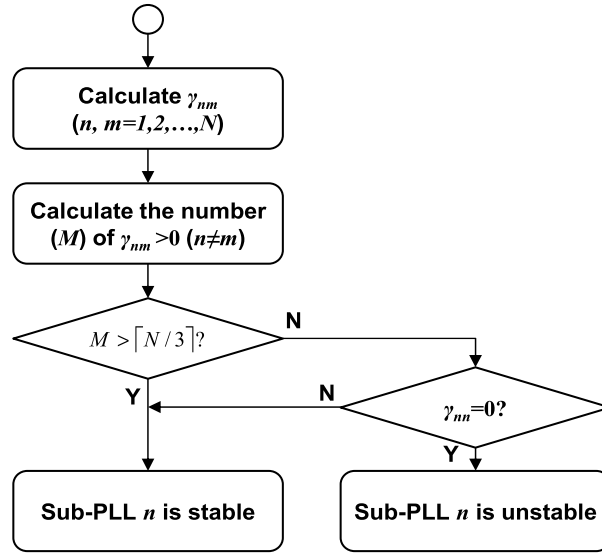 Calculate γnm
(n, m=1,2,...,N)
Calculate the number
(M) of γnm >0 (n≠m)
M > ⌈N / 3⌉?
N
Y
γnn=0?
N
Y
Sub-PLL n is stable
Sub-PLL n is unstable